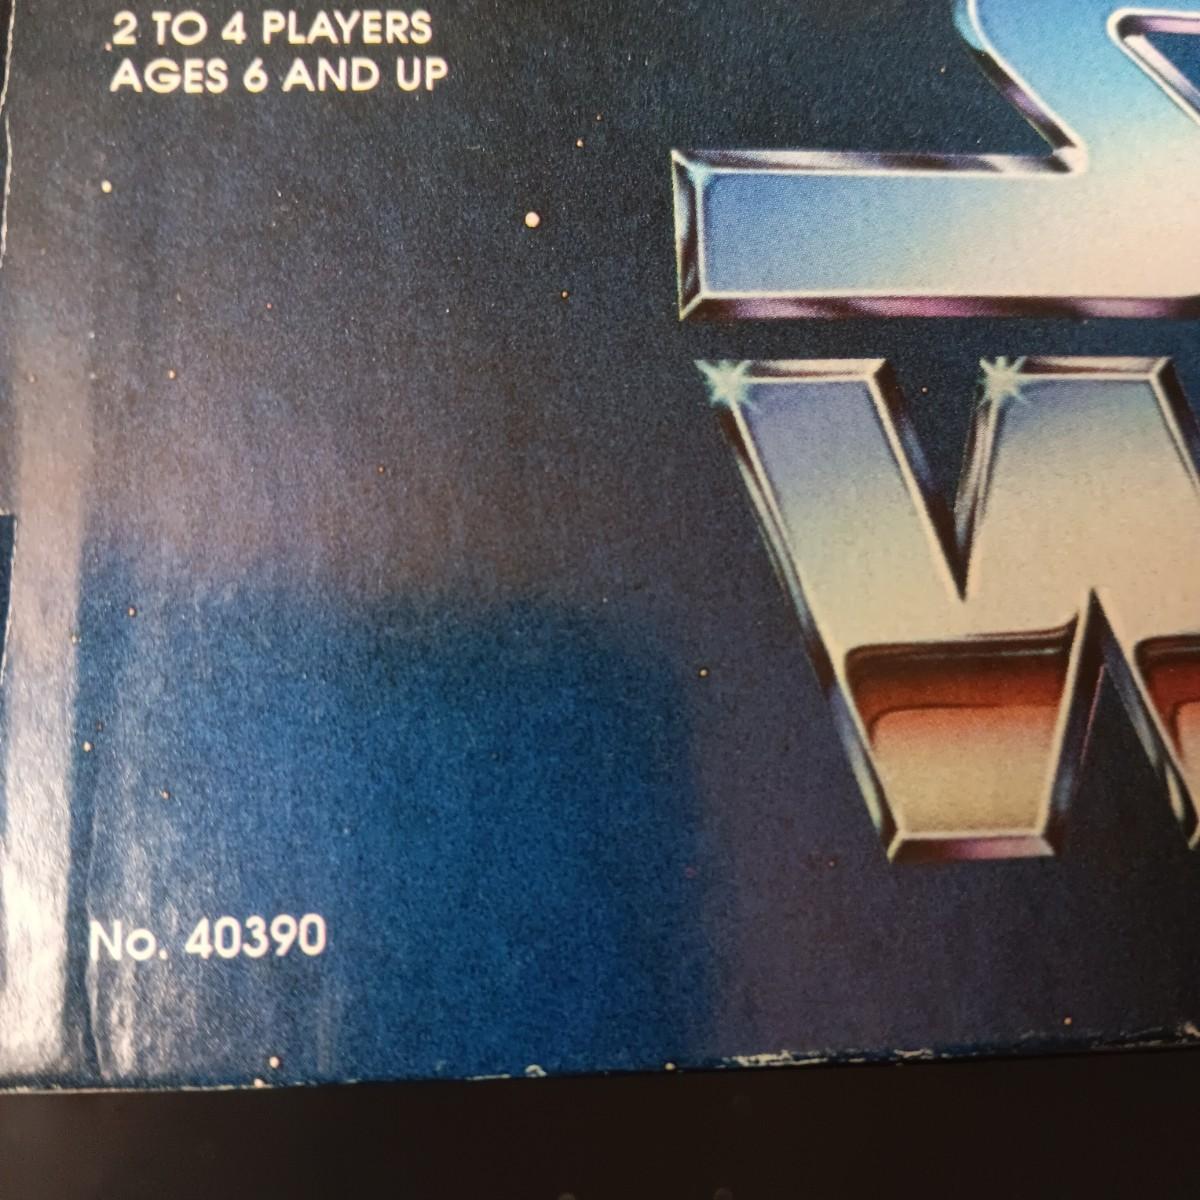 2 TO 4 PLAYERS
AGES 6 AND UP
S
W
No. 40390